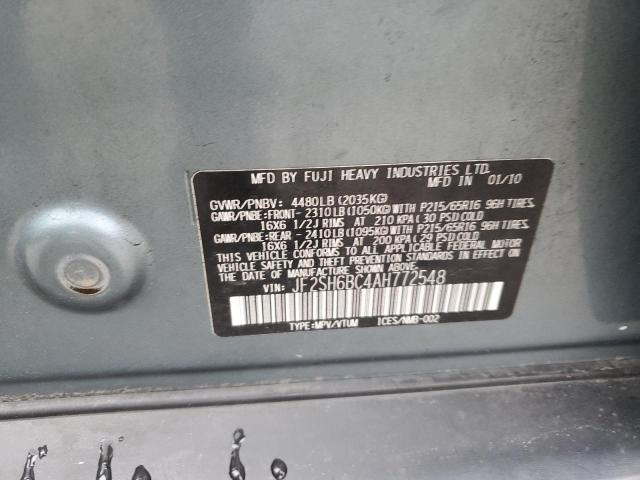 MFD BY FUJI HEAVY INDUSTRIES LTD.
MFD IN 01/10
GVWR/PNBV: 4480LB (2035KG)
GAWR/PNBE:FRONT- 2310LB (1050KG) WITH P215/65R16 96H TIRES
16X6 1/2J RIMS AT 210 KPA (30 PSI) COLD
GAWR/PNBE:REAR - 2410LB (1095KG) WITH P215/65R16 96H TIRES
16X6 1/2J RIMS AT 200 KPA (29 PSI) COLD
THIS VEHICLE CONFORMS TO ALL APPLICABLE FEDERAL MOTOR
VEHICLE SAFETY AND THEFT PREVENTION STANDARDS IN EFFECT
ON THE DATE OF MANUFACTURE SHOWN ABOVE.
VIN: JF2SH6BC4AH772548
TYPE:MPV/VTUM ICES/NMB-002